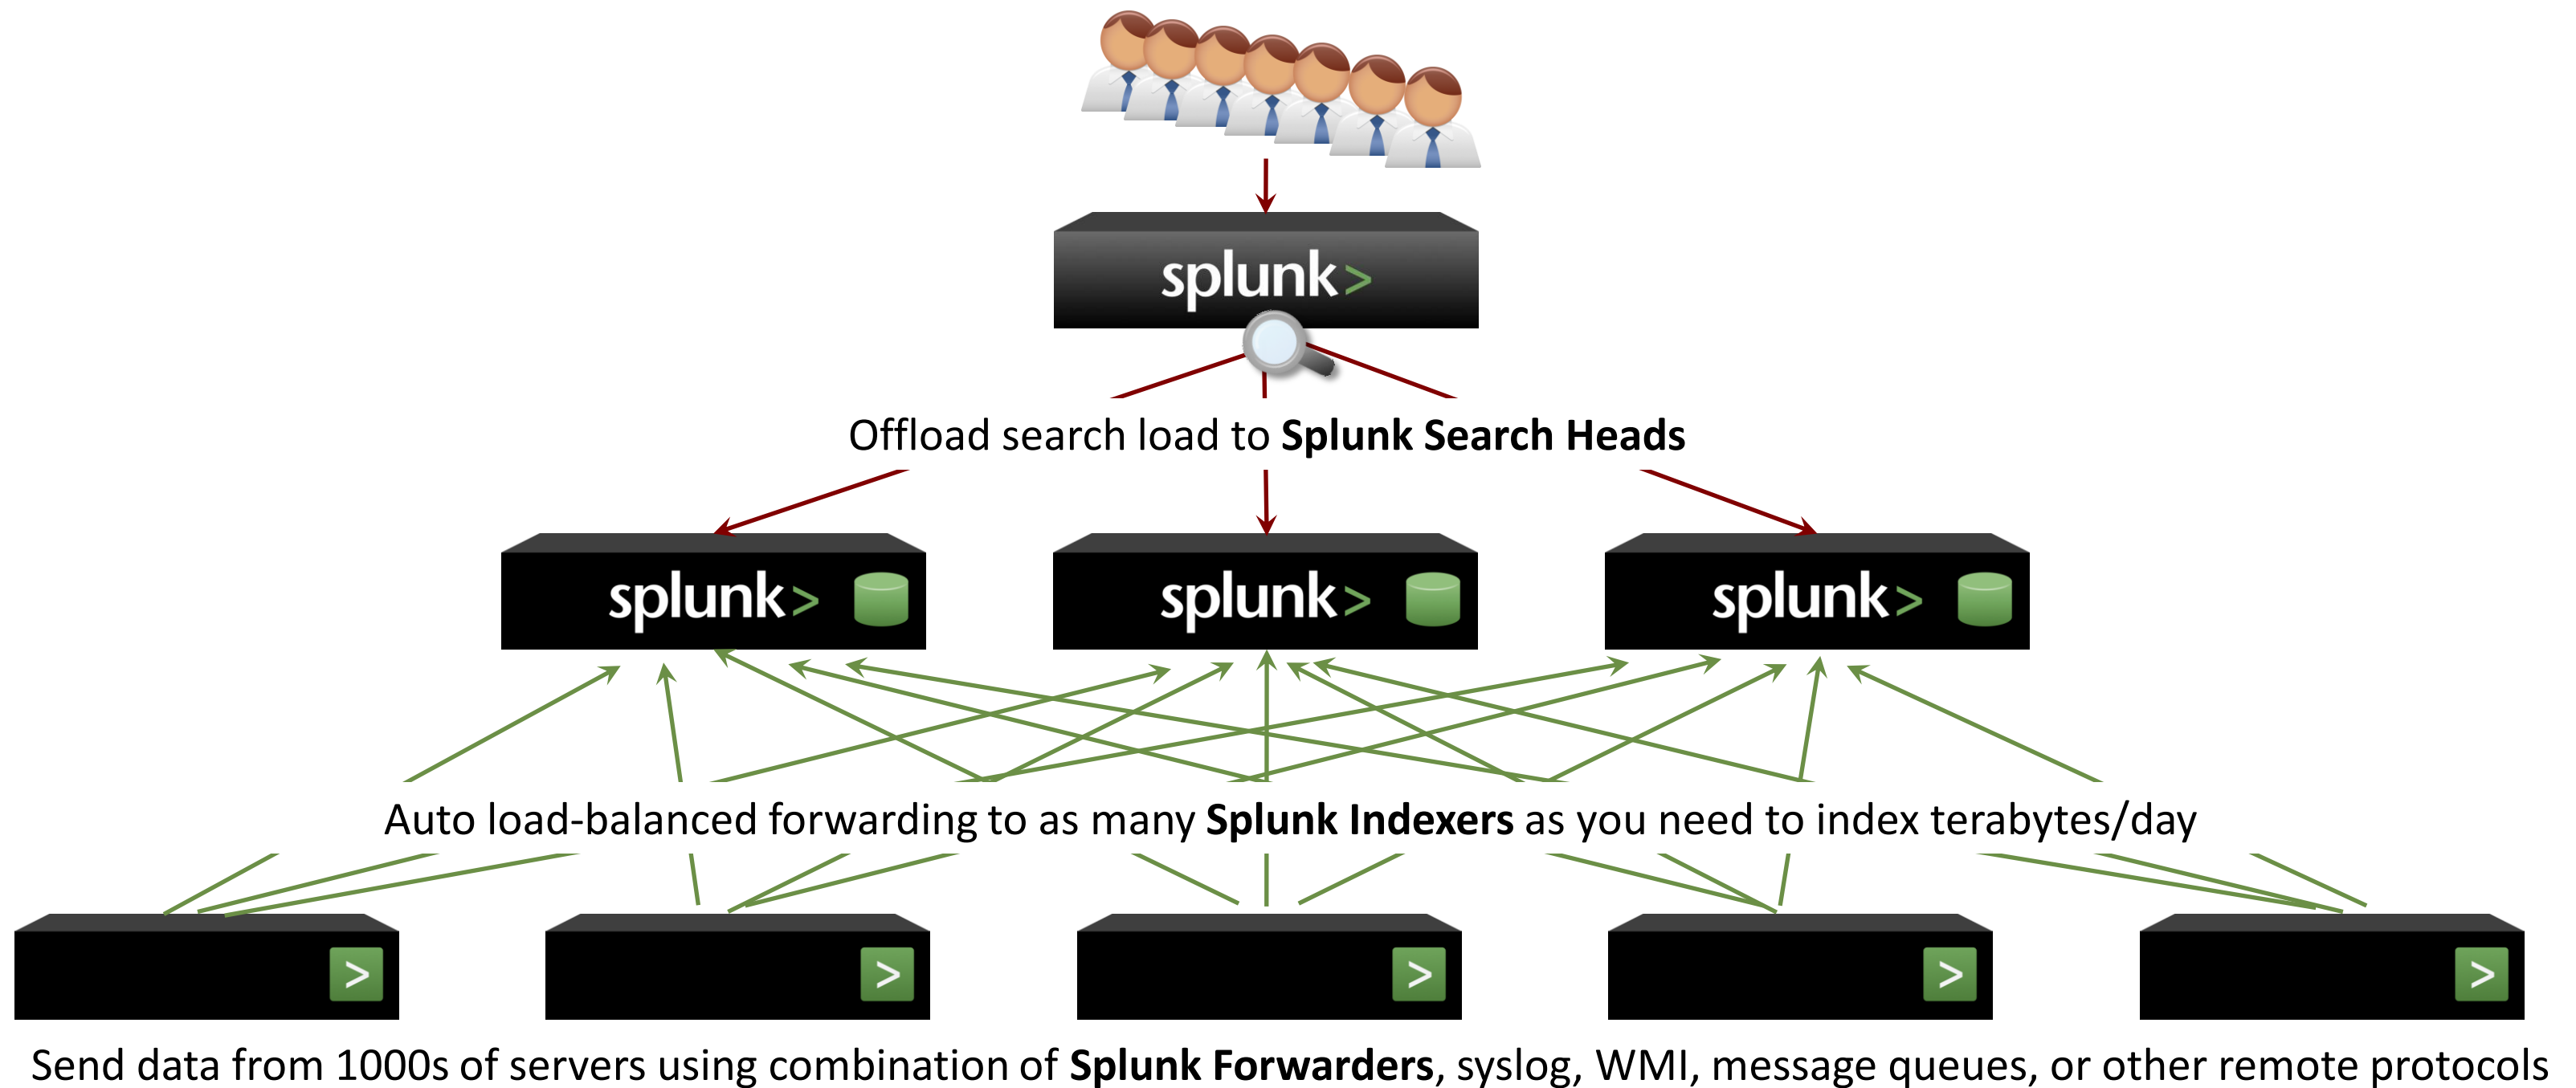 splunk>
Offload search load to Splunk Search Heads
splunk>
splunk>
splunk>
Auto load-balanced forwarding to as many Splunk Indexers as you need to index terabytes/day
>
>
>
>
>
Send data from 1000s of servers using combination of Splunk Forwarders, syslog, WMI, message queues, or other remote protocols